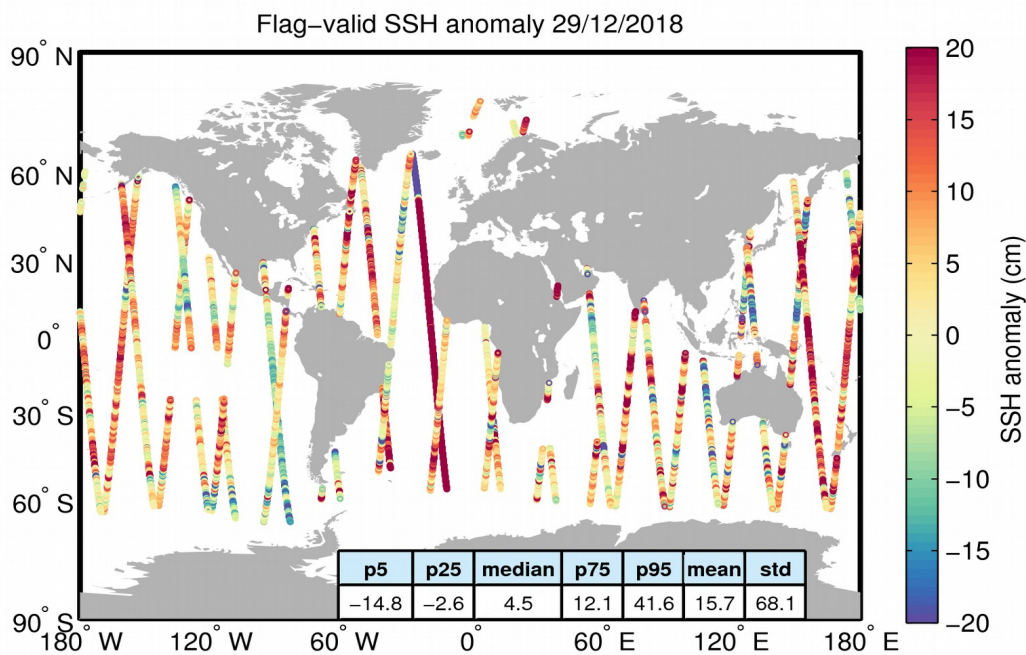 Flag−valid SSH anomaly 29/12/2018
90° N
60° N
30° N
0°
30° S
60° S
90° S
180° W
120° W
60° W
0°
60° E
120° E
180° E
p5 p25 median p75 p95 mean std
−14.8 −2.6 4.5 12.1 41.6 15.7 68.1
20
15
10
5
0
−5
−10
−15
−20
SSH anomaly (cm)